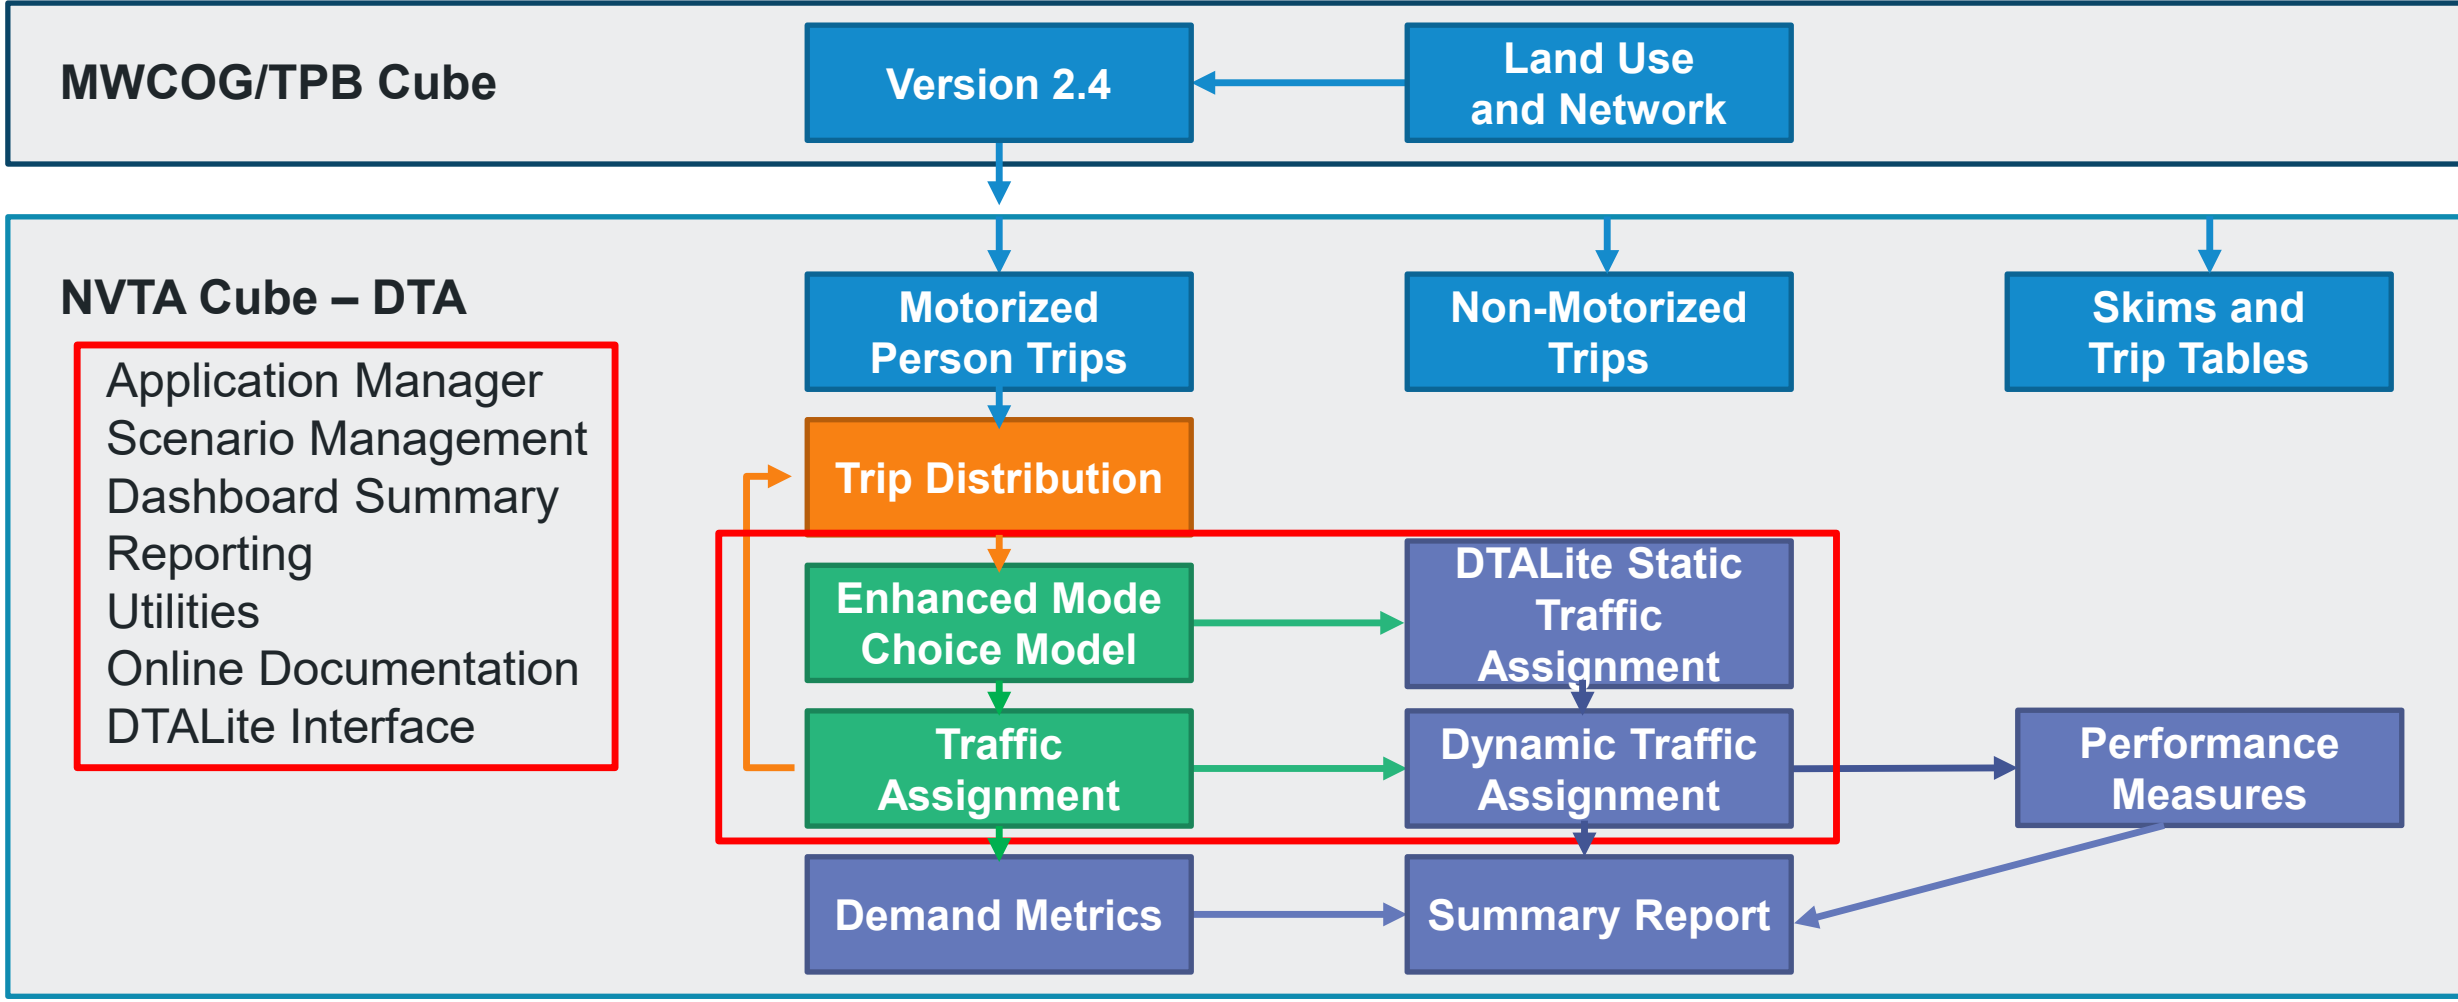 MWCOG/TPB Cube
Version 2.4
Land Use
and Network
NVTA Cube – DTA
Application Manager
Scenario Management
Dashboard Summary
Reporting
Utilities
Online Documentation
DTALite Interface
Motorized
Person Trips
Non-Motorized
Trips
Skims and
Trip Tables
Trip Distribution
Enhanced Mode
Choice Model
DTALite Static
Traffic
Assignment
Traffic
Assignment
Dynamic Traffic
Assignment
Performance
Measures
Demand Metrics
Summary Report